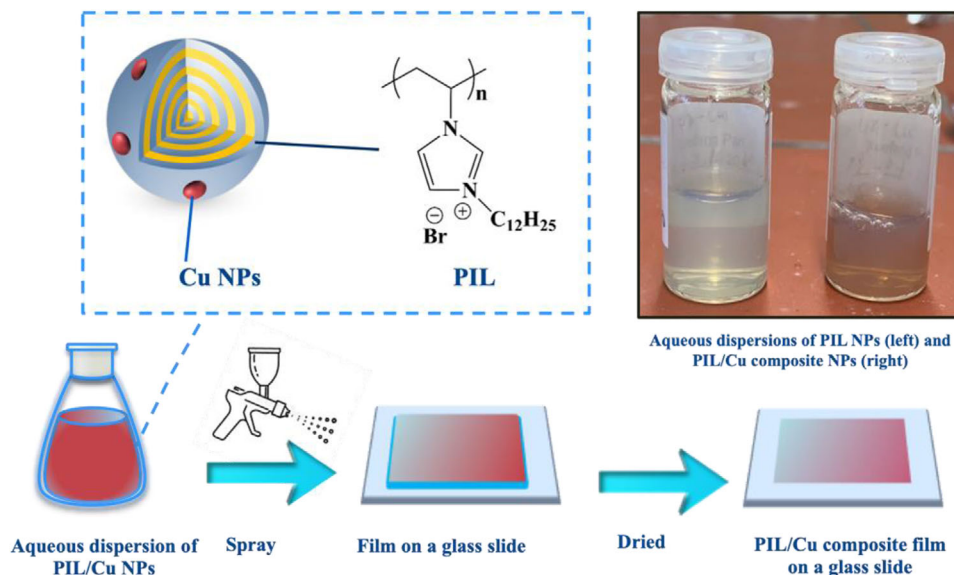 n
N
N
⊖ ⊕
Br
C12H25
Cu NPs
PIL
Aqueous dispersions of PIL NPs (left) and
PIL/Cu composite NPs (right)
Aqueous dispersion of
PIL/Cu NPs
Spray
Film on a glass slide
Dried
PIL/Cu composite film
on a glass slide